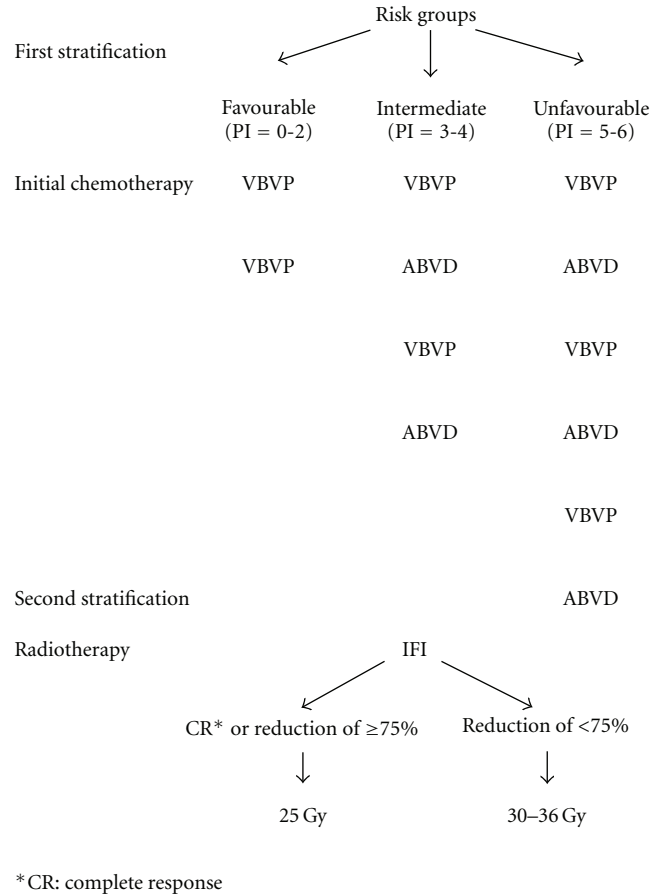 Risk groups
First stratification
Favourable Intermediate Unfavourable
(PI = 0-2) (PI = 3-4) (PI = 5-6)
Initial chemotherapy VBVP VBVP VBVP
VBVP ABVD ABVD
VBVP VBVP
ABVD ABVD
VBVP
Second stratification ABVD
Radiotherapy IFI
CR* or reduction of ≥75% Reduction of <75%
25 Gy 30–36 Gy
*CR: complete response